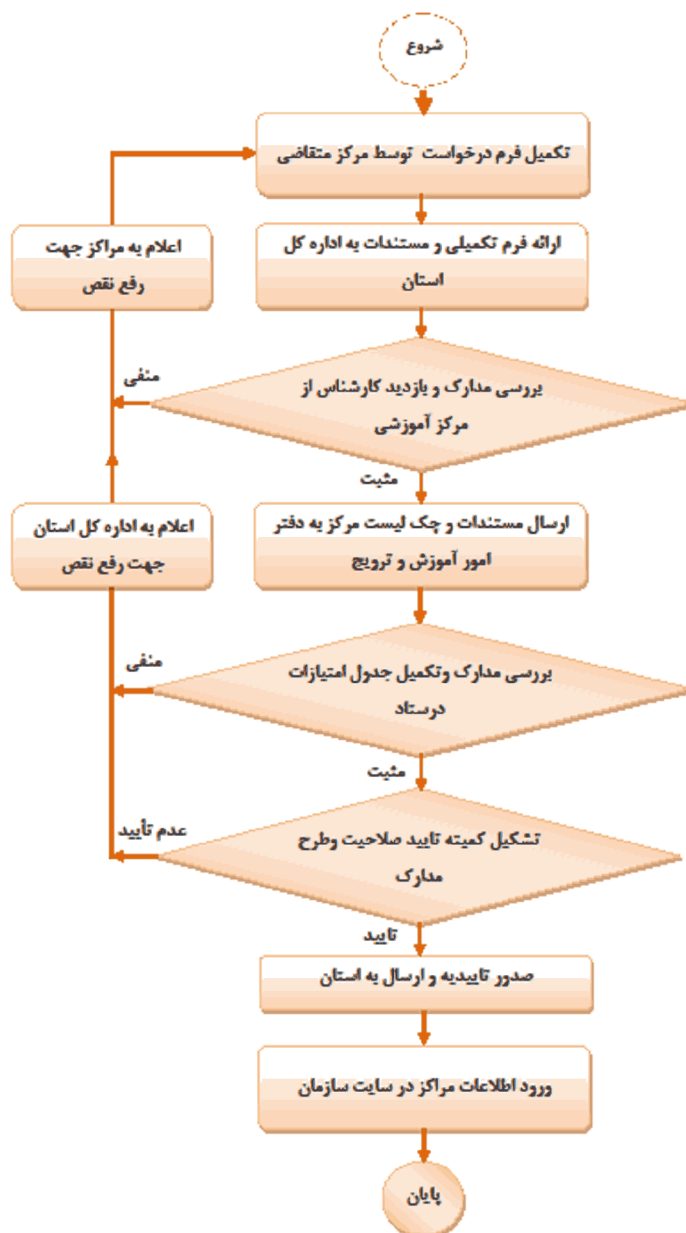 شروع
تکمیل فرم درخواست توسط مرکز متقاضی
ارائه فرم تکمیلی و مستندات به اداره کل
استان
اعلام به مراکز جهت
رفع نقص
بررسی مدارک و بازدید کارشناس از
مرکز آموزشی
منفی
مثبت
ارسال مستندات و چک لیست مرکز به دفتر
امور آموزش و ترویج
اعلام به اداره کل استان
جهت رفع نقص
بررسی مدارک وتکمیل جدول امتیازات
درستاد
منفی
مثبت
تشکیل کمیته تایید صلاحیت وطرح
مدارک
عدم تأیید
تایید
صدور تاییدیه و ارسال به استان
ورود اطلاعات مراکز در سایت سازمان
پایان